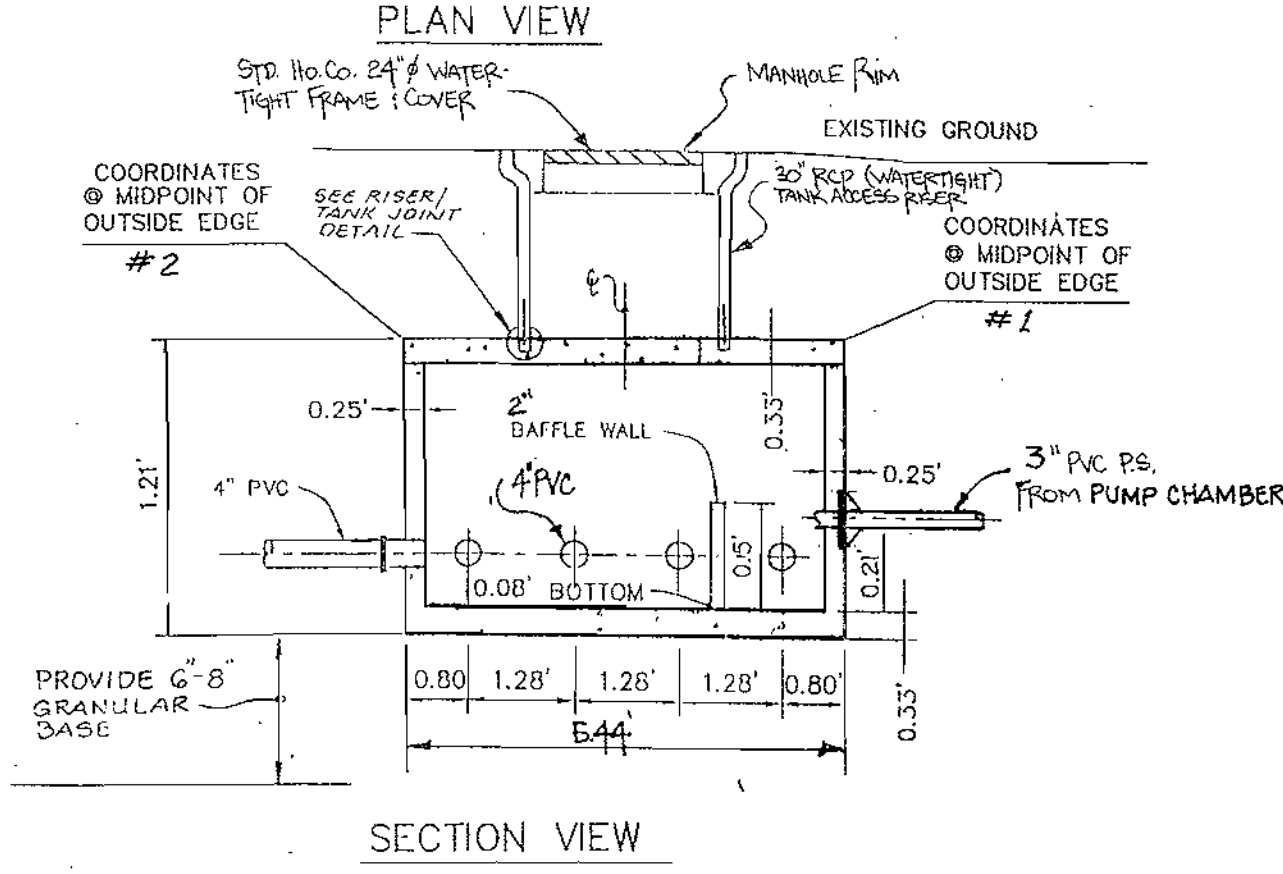 PLAN VIEW
STD. Ho.Co. 24"ϕ WATER-
TIGHT FRAME & COVER
MANHOLE RIM
EXISTING GROUND
COORDINATES
@ MIDPOINT OF
OUTSIDE EDGE
#2
SEE RISER/
TANK JOINT
DETAIL
30" RCP (WATERTIGHT)
TANK ACCESS RISER
COORDINATES
@ MIDPOINT OF
OUTSIDE EDGE
#1
℄
0.25'
2"
BAFFLE WALL
0.33'
0.25'
3" PVC P.S.
FROM PUMP CHAMBER
1.21'
4" PVC
4"PVC
0.15'
0.21'
0.08'
BOTTOM
PROVIDE 6"-8"
GRANULAR
BASE
0.80
1.28'
1.28'
1.28'
0.80'
0.33'
5.44'
SECTION VIEW